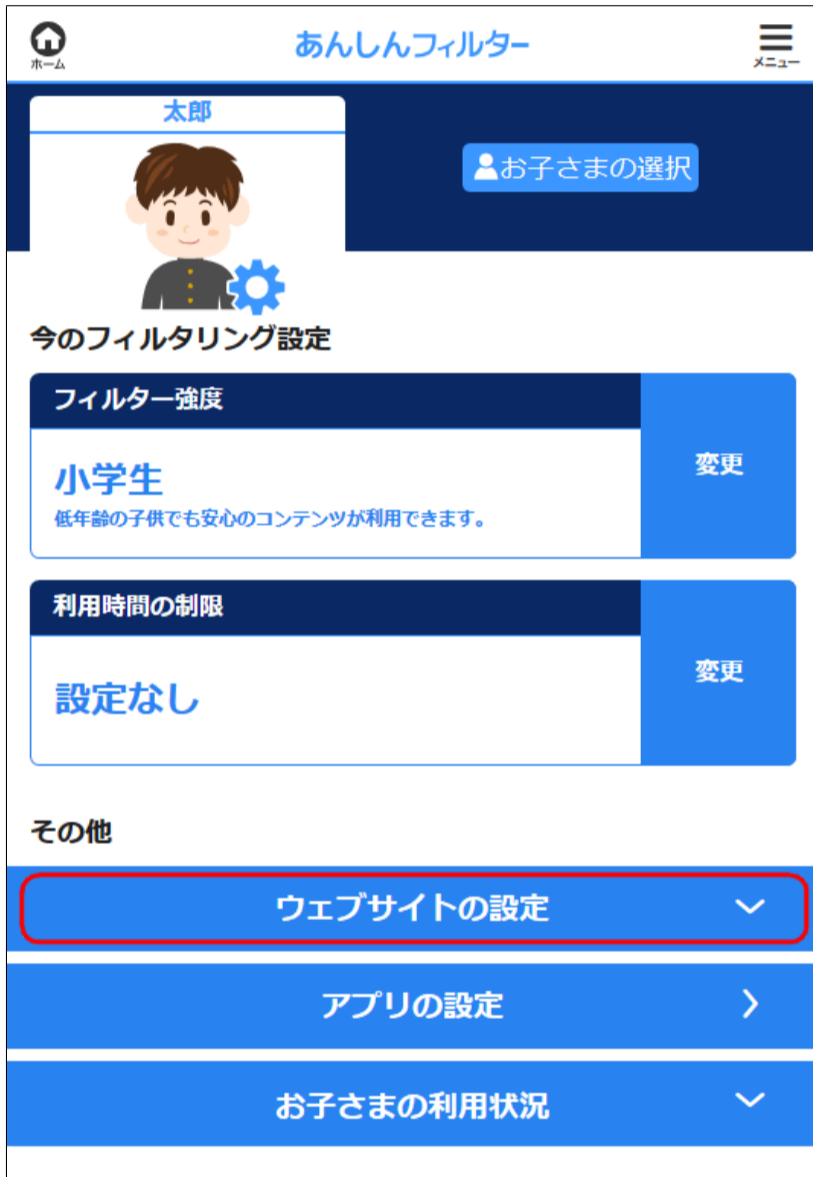 ホーム
あんしんフィルター
メニュー
太郎
お子さまの選択
今のフィルタリング設定
フィルター強度
小学生
低年齢の子供でも安心のコンテンツが利用できます。
変更
利用時間の制限
設定なし
変更
その他
ウェブサイトの設定
アプリの設定
お子さまの利用状況